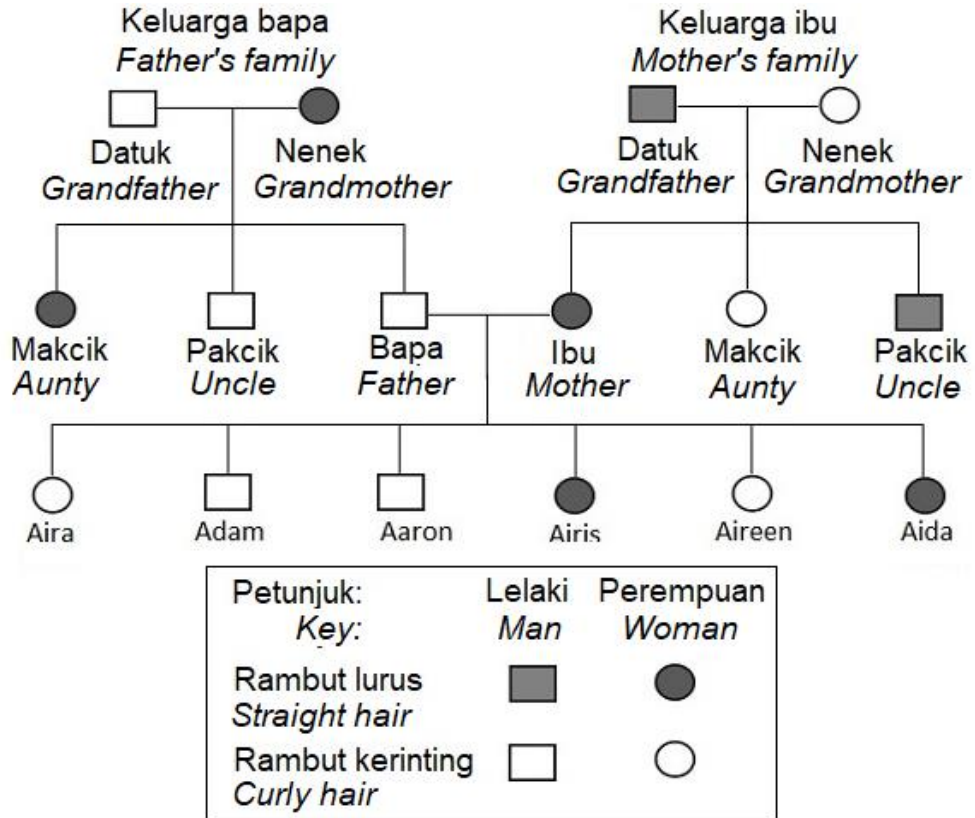 Keluarga bapa
Father's family
Keluarga ibu
Mother's family
Datuk
Grandfather
Nenek
Grandmother
Datuk
Grandfather
Nenek
Grandmother
Makcik
Aunty
Pakcik
Uncle
Bapa
Father
Ibu
Mother
Makcik
Aunty
Pakcik
Uncle
Aira
Adam
Aaron
Airis
Aireen
Aida
Petunjuk:
Key:
Lelaki
Man
Perempuan
Woman
Rambut lurus
Straight hair
Rambut kerinting
Curly hair